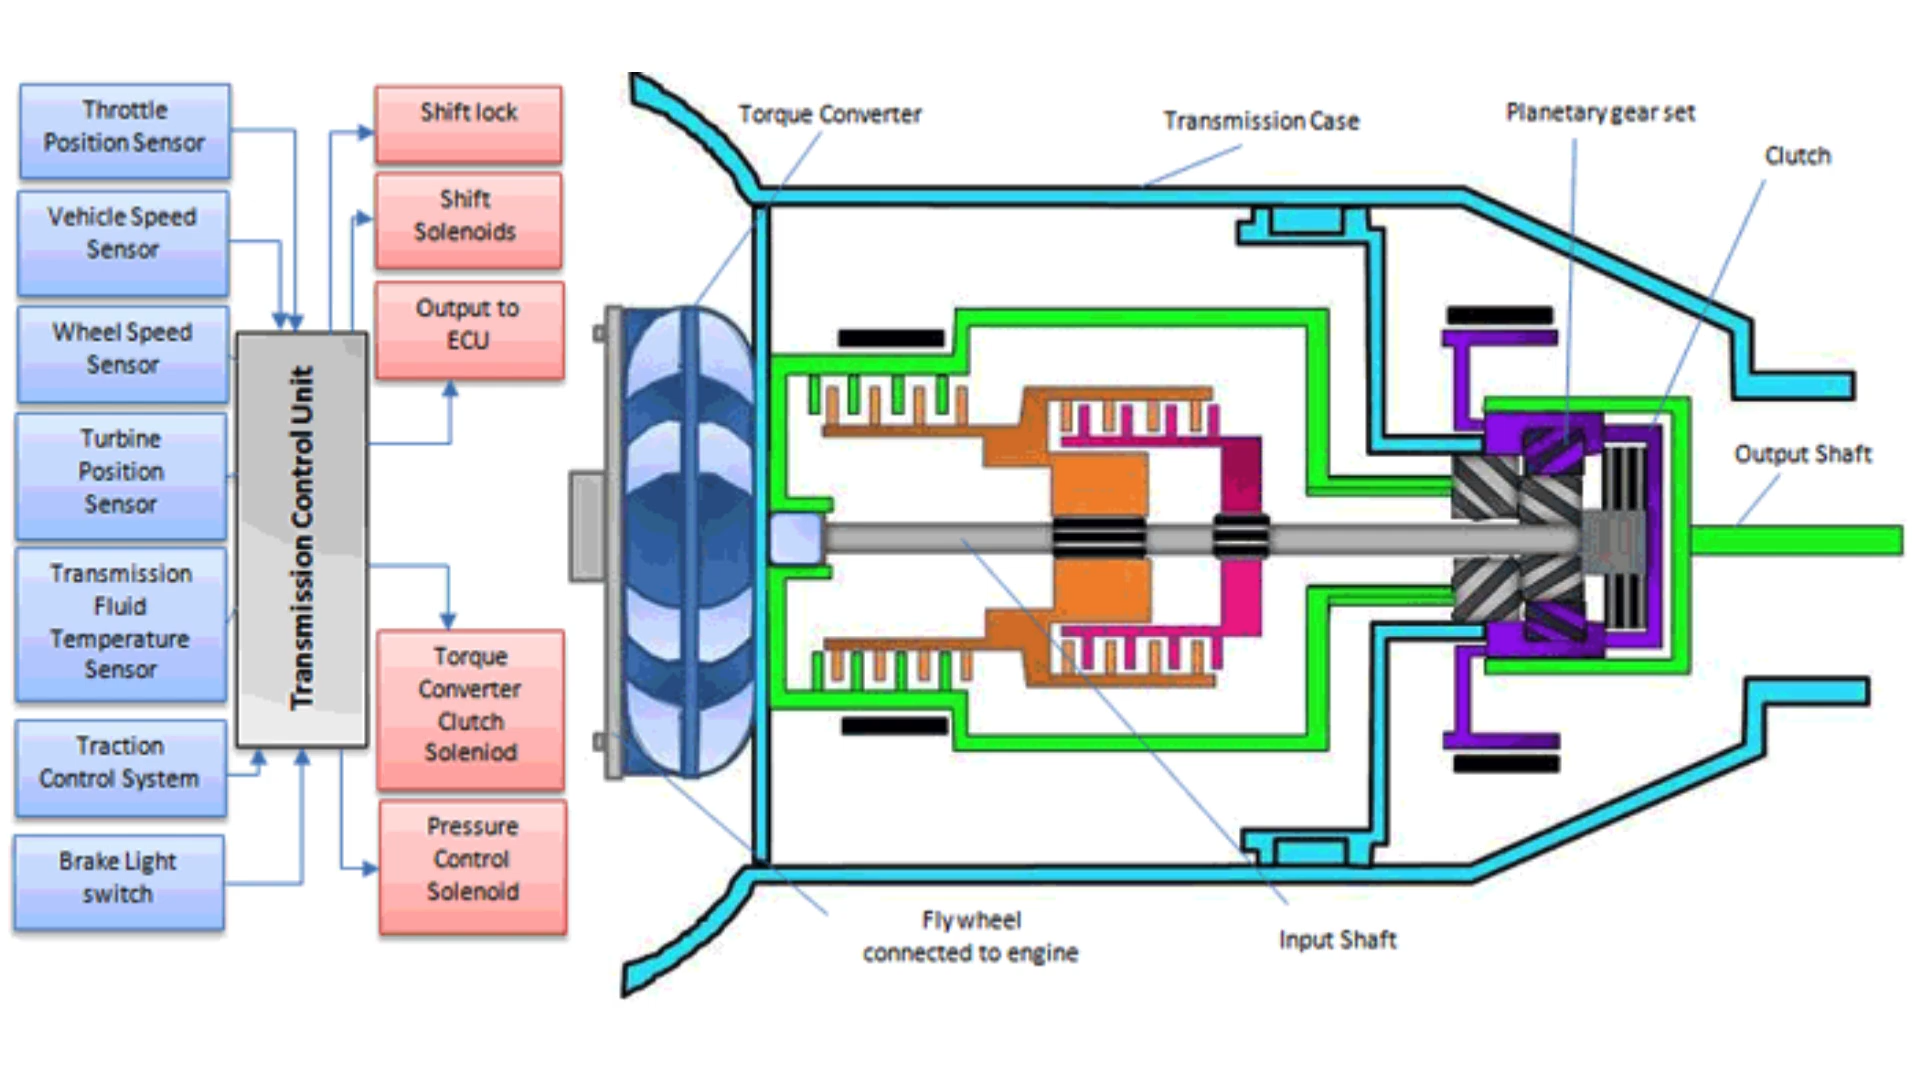 Throttle
Position Sensor
Vehicle Speed
Sensor
Wheel Speed
Sensor
Turbine
Position
Sensor
Transmission
Fluid
Temperature
Sensor
Traction
Control System
Brake Light
switch
Transmission Control Unit
Shift lock
Shift
Solenoids
Output to
ECU
Torque
Converter
Clutch
Soleniod
Pressure
Control
Solenoid
Torque Converter
Transmission Case
Planetary gear set
Clutch
Output Shaft
Fly wheel
connected to engine
Input Shaft